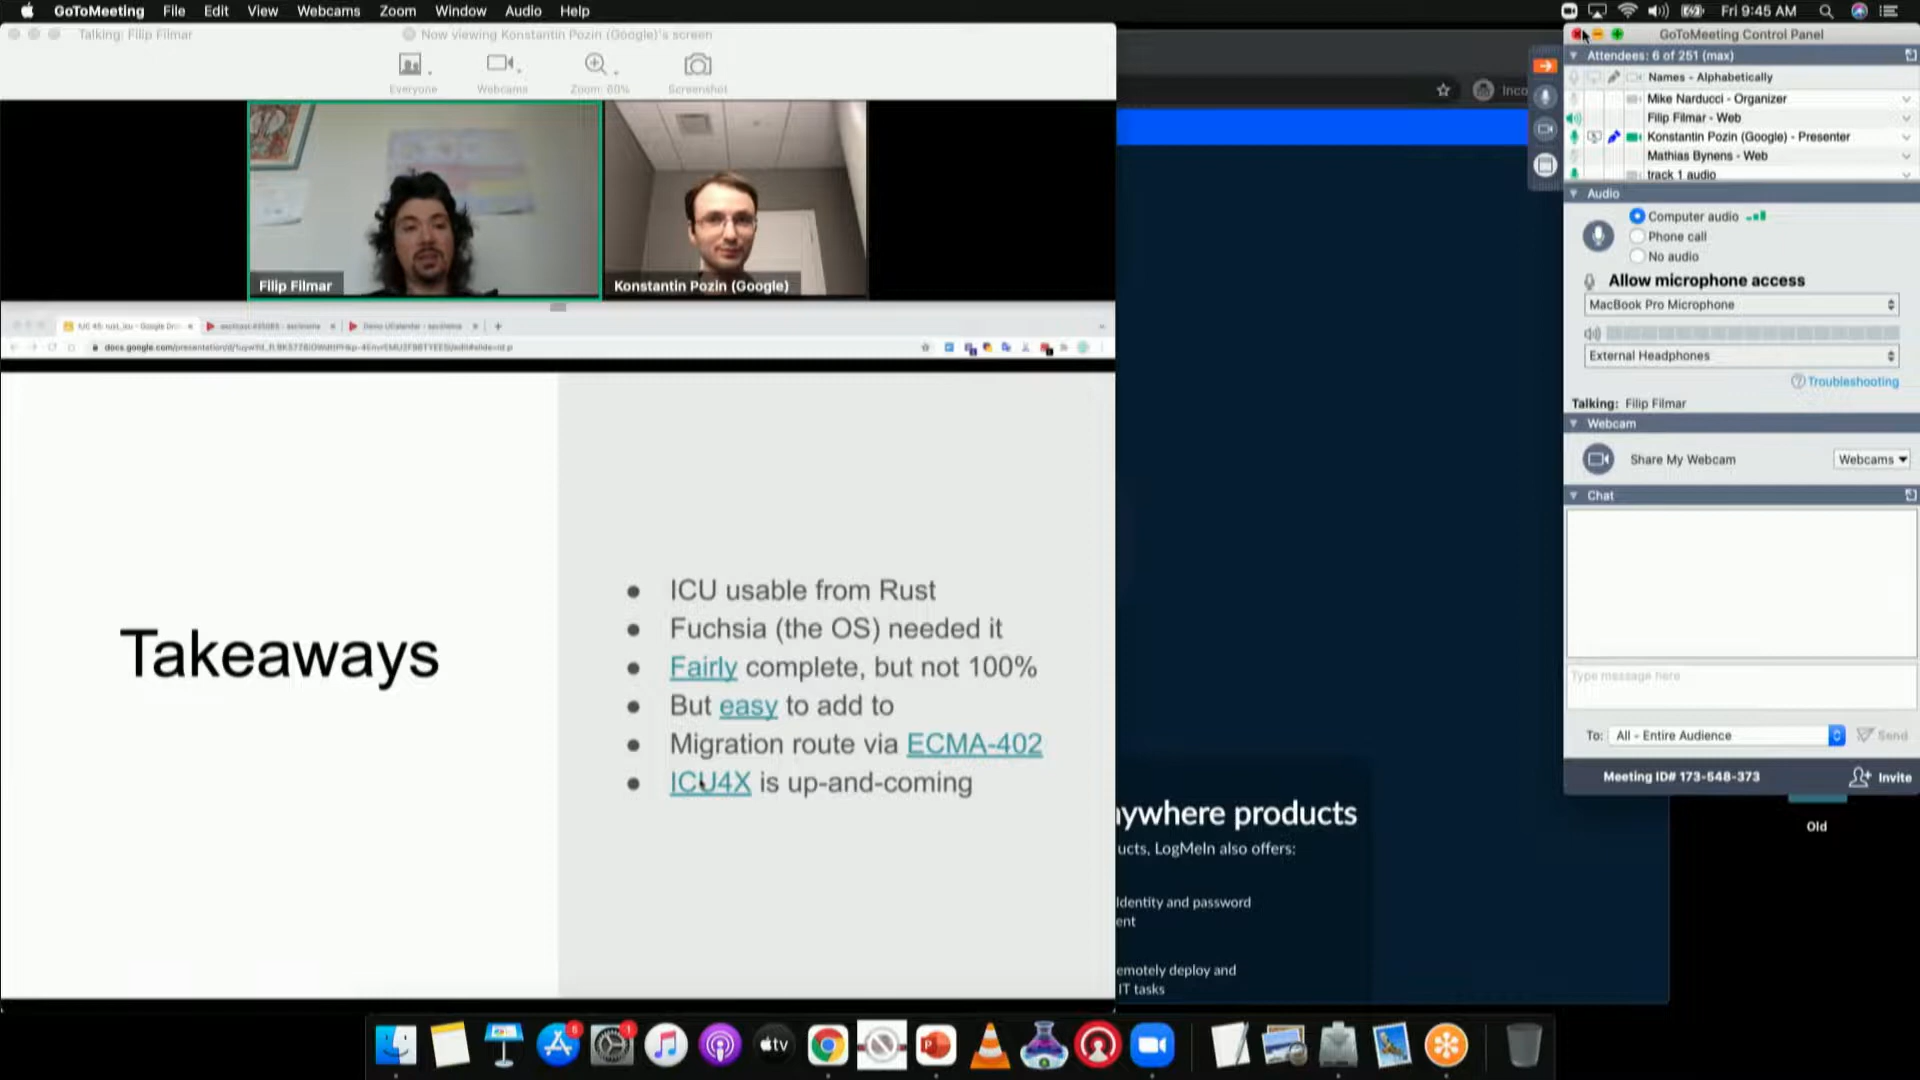 GoToMeeting File Edit View Webcams Zoom Window Audio Help
Fri 9:45 AM
Talking: Filip Filmar
Now viewing Konstantin Pozin (Google)'s screen
Everyone
Webcams
Zoom: 60%
Screenshot
Filip Filmar
Konstantin Pozin (Google)
Takeaways
ICU usable from Rust
Fuchsia (the OS) needed it
Fairly complete, but not 100%
But easy to add to
Migration route via ECMA-402
ICU4X is up-and-coming
Inco
ywhere products
ucts, LogMeIn also offers:
Identity and password
ent
emotely deploy and
IT tasks
GoToMeeting Control Panel
Attendees: 6 of 251 (max)
Names - Alphabetically
Mike Narducci - Organizer
Filip Filmar - Web
Konstantin Pozin (Google) - Presenter
Mathias Bynens - Web
track 1 audio
Audio
Computer audio
Phone call
No audio
Allow microphone access
MacBook Pro Microphone
External Headphones
Troubleshooting
Talking: Filip Filmar
Webcam
Share My Webcam
Webcams
Chat
Type message here
To: All - Entire Audience
Send
Meeting ID# 173-548-373
Invite
Old
tv